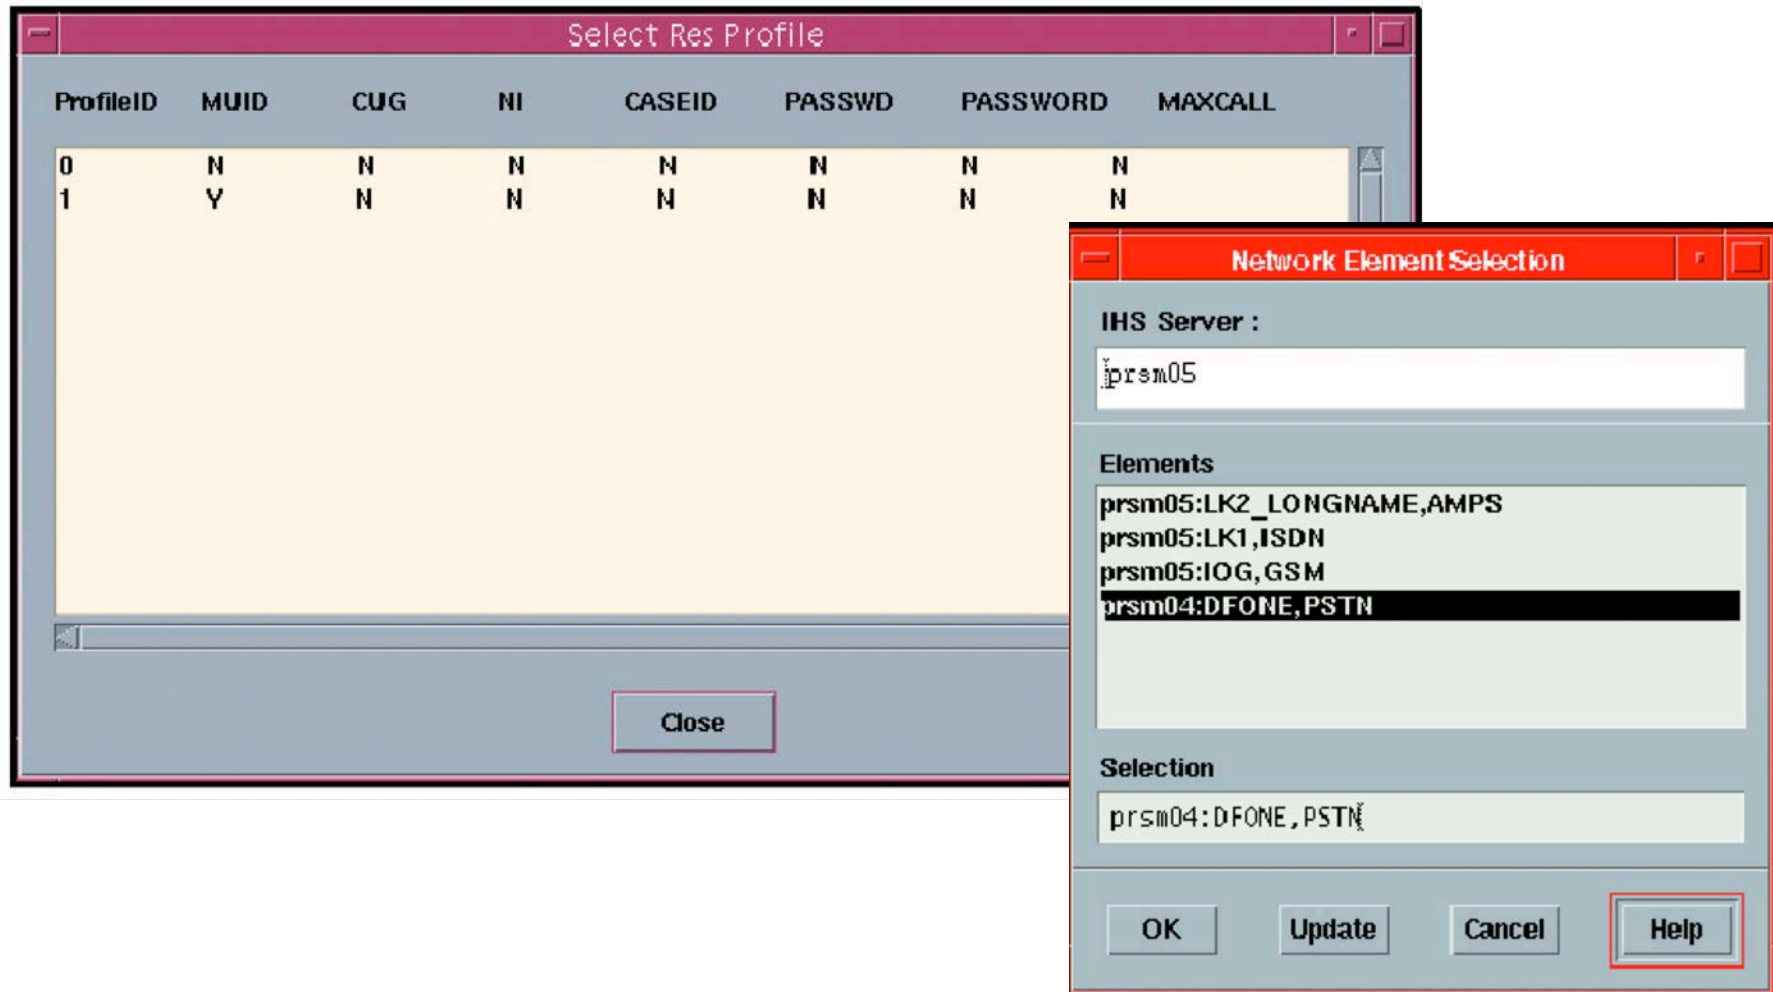 Select Res Profile
ProfileID MUID CUG NI CASEID PASSWD PASSWORD MAXCALL
0 N N N N N N N
1 Y N N N N N N
Close
Network Element Selection
IHS Server :
prsm05
Elements
prsm05:LK2_LONGNAME,AMPS
prsm05:LK1,ISDN
prsm05:IOG,GSM
prsm04:DFONE,PSTN
Selection
prsm04:DFONE,PSTN
OK Update Cancel Help